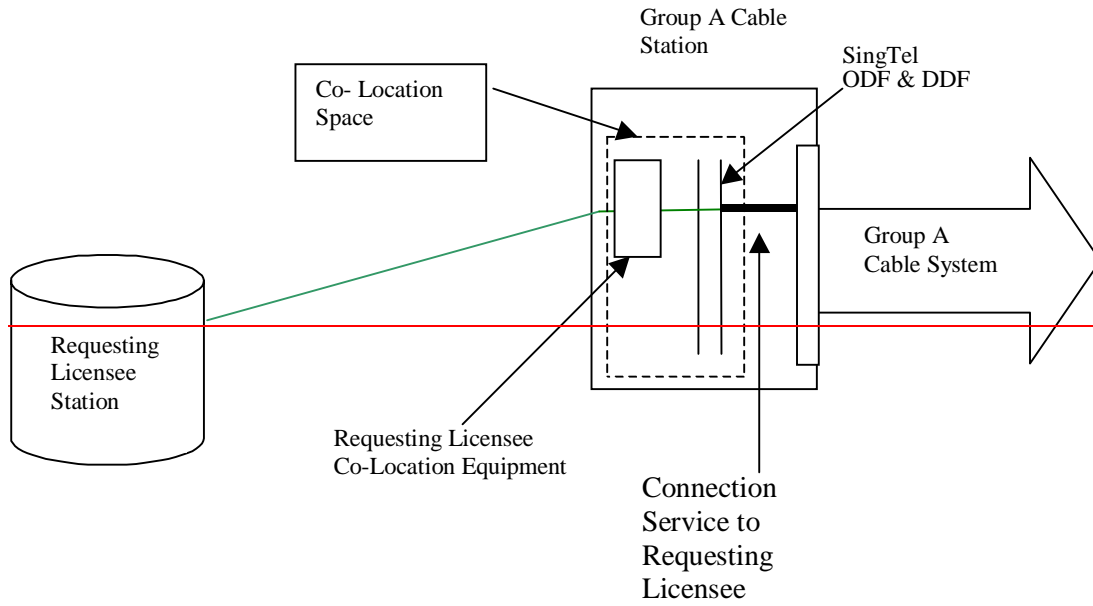 Group A Cable
Station
SingTel
ODF & DDF
Co- Location
Space
Group A
Cable System
Requesting
Licensee
Station
Requesting Licensee
Co-Location Equipment
Connection
Service to
Requesting
Licensee